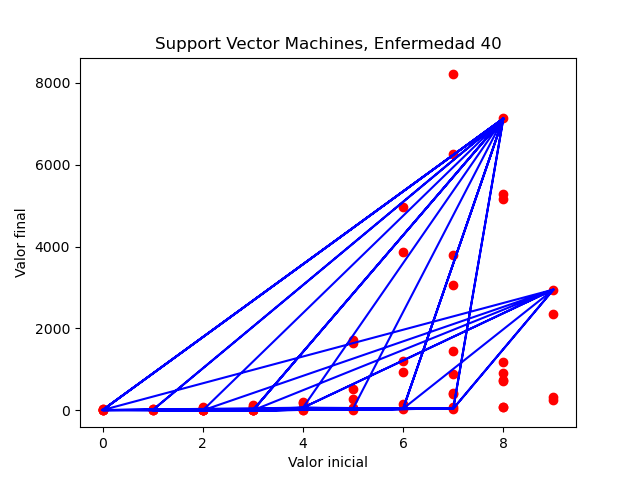 Support Vector Machines, Enfermedad 40
8000
6000
4000
2000
0
Valor final
0 2 4 6 8
Valor inicial